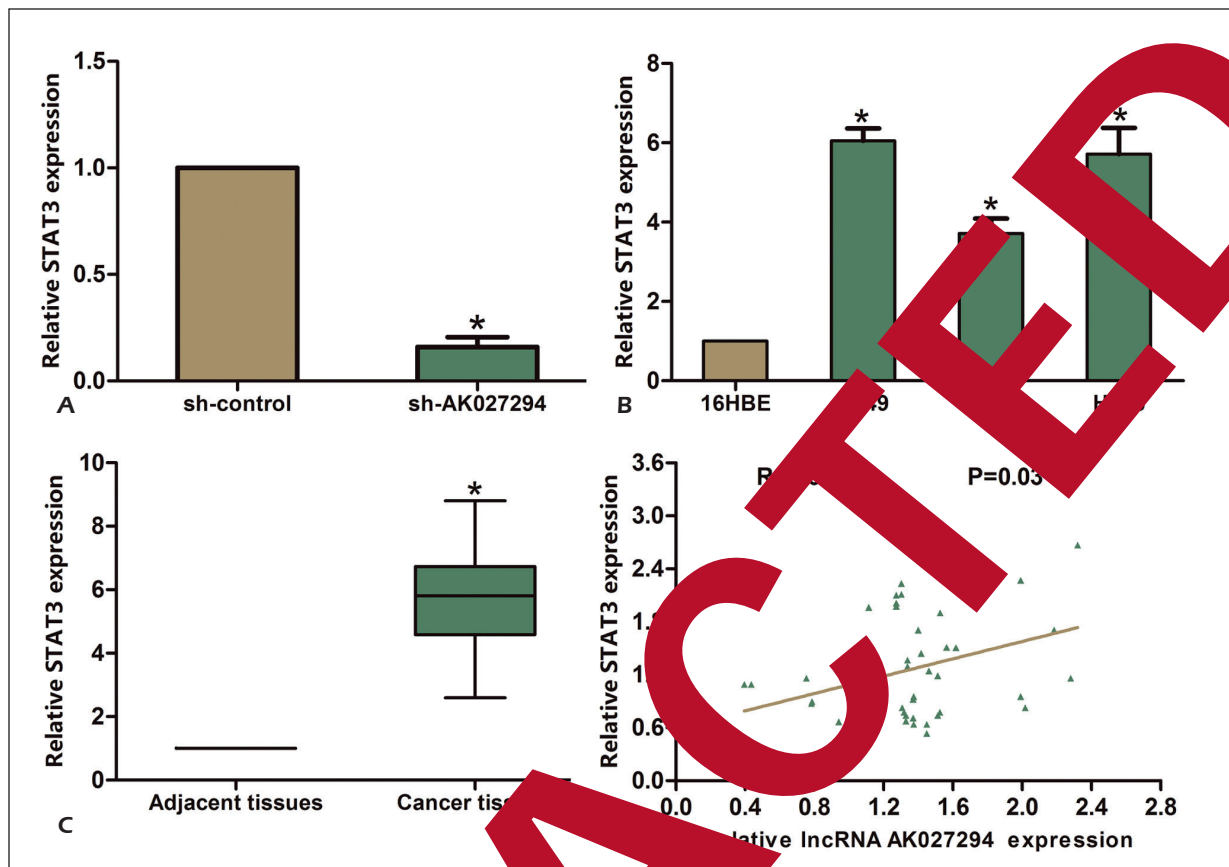 Relative STAT3 expression
1.5
1.0
0.5
0.0
*
sh-control
sh-AK027294
A
Relative STAT3 expression
8
6
4
2
0
*
*
*
16HBE
B
Relative STAT3 expression
10
8
6
4
2
0
*
Adjacent tissues
Cancer
C
Relative STAT3 expression
3.6
3.0
2.4
0.6
0.0
P=0.03
0.0 0.4 0.8 1.2 1.6 2.0 2.4 2.8
lncRNA AK027294 expression
ACTED